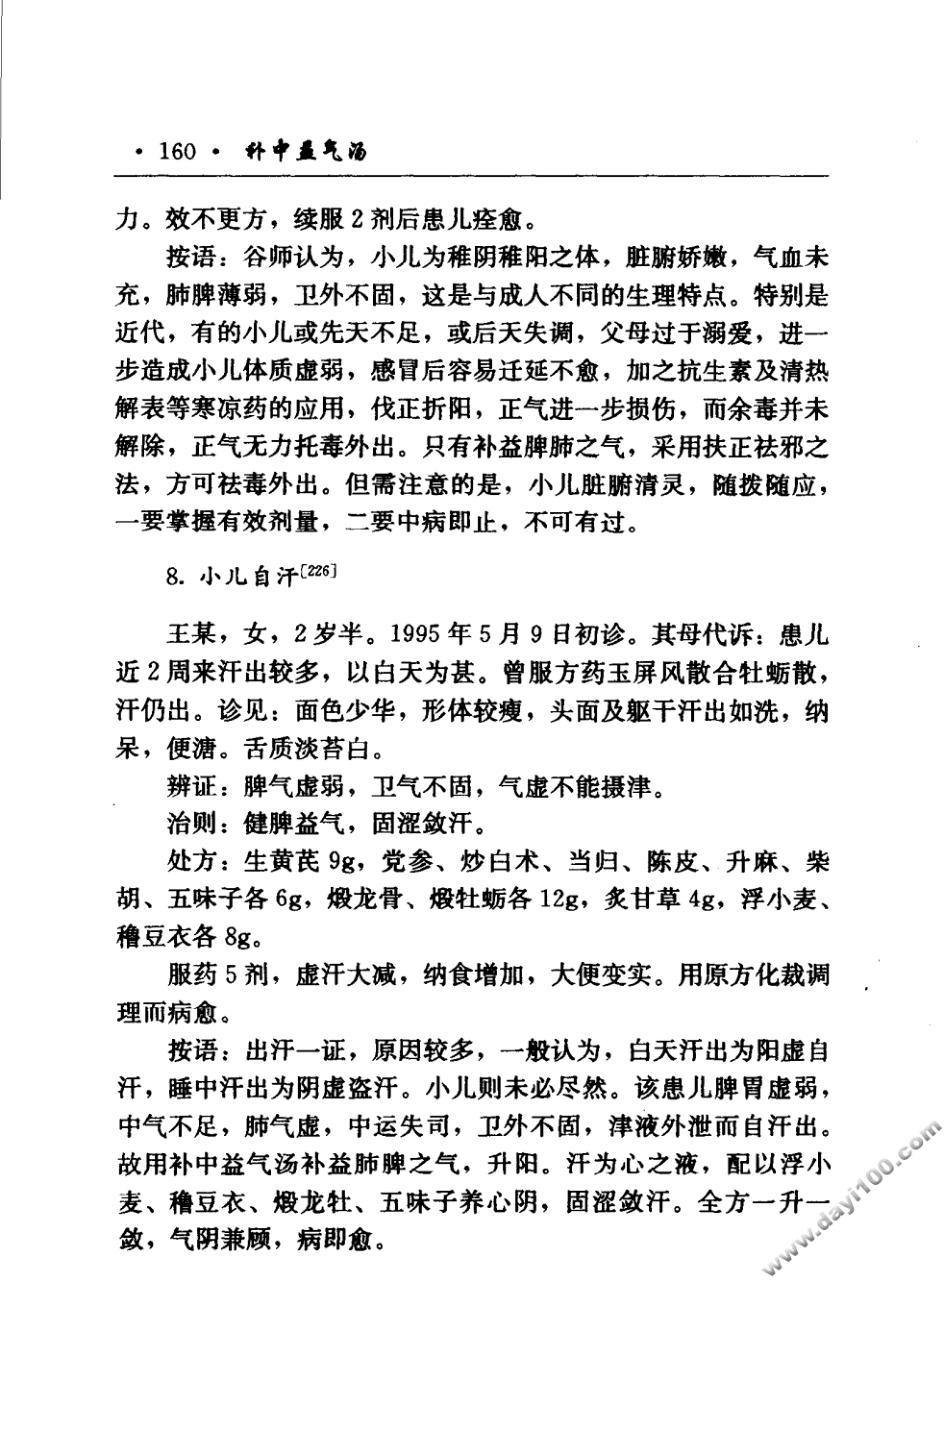 · 160 · 补中益气汤
力。效不更方，续服 2 剂后患儿痊愈。
按语：谷师认为，小儿为稚阴稚阳之体，脏腑娇嫩，气血未
充，肺脾薄弱，卫外不固，这是与成人不同的生理特点。特别是
近代，有的小儿或先天不足，或后天失调，父母过于溺爱，进一
步造成小儿体质虚弱，感冒后容易迁延不愈，加之抗生素及清热
解表等寒凉药的应用，伐正折阳，正气进一步损伤，而余毒并未
解除，正气无力托毒外出。只有补益脾肺之气，采用扶正祛邪之
法，方可祛毒外出。但需注意的是，小儿脏腑清灵，随拨随应，
一要掌握有效剂量，二要中病即止，不可有过。
8. 小儿自汗〔226〕
王某，女，2 岁半。1995 年 5 月 9 日初诊。其母代诉：患儿
近 2 周来汗出较多，以白天为甚。曾服方药玉屏风散合牡蛎散，
汗仍出。诊见：面色少华，形体较瘦，头面及躯干汗出如洗，纳
呆，便溏。舌质淡苔白。
辨证：脾气虚弱，卫气不固，气虚不能摄津。
治则：健脾益气，固涩敛汗。
处方：生黄芪 9g，党参、炒白术、当归、陈皮、升麻、柴
胡、五味子各 6g，煅龙骨、煅牡蛎各 12g，炙甘草 4g，浮小麦、
穞豆衣各 8g。
服药 5 剂，虚汗大减，纳食增加，大便变实。用原方化裁调
理而病愈。
按语：出汗一证，原因较多，一般认为，白天汗出为阳虚自
汗，睡中汗出为阴虚盗汗。小儿则未必尽然。该患儿脾胃虚弱，
中气不足，肺气虚，中运失司，卫外不固，津液外泄而自汗出。
故用补中益气汤补益肺脾之气，升阳。汗为心之液，配以浮小
麦、穞豆衣、煅龙牡、五味子养心阴，固涩敛汗。全方一升一
敛，气阴兼顾，病即愈。
www.dayi100.com